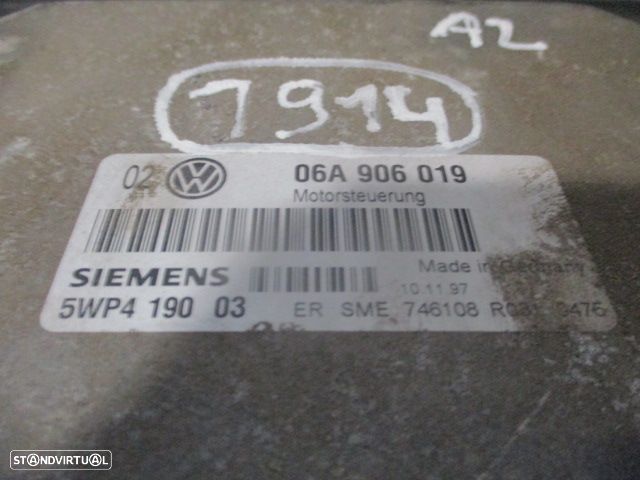 A2
7914
02 VW 06A 906 019
Motorsteuerung
SIEMENS Made in Germany
10.11.97
5WP4 190 03 ER SME 746108
STANDVIRTUAL